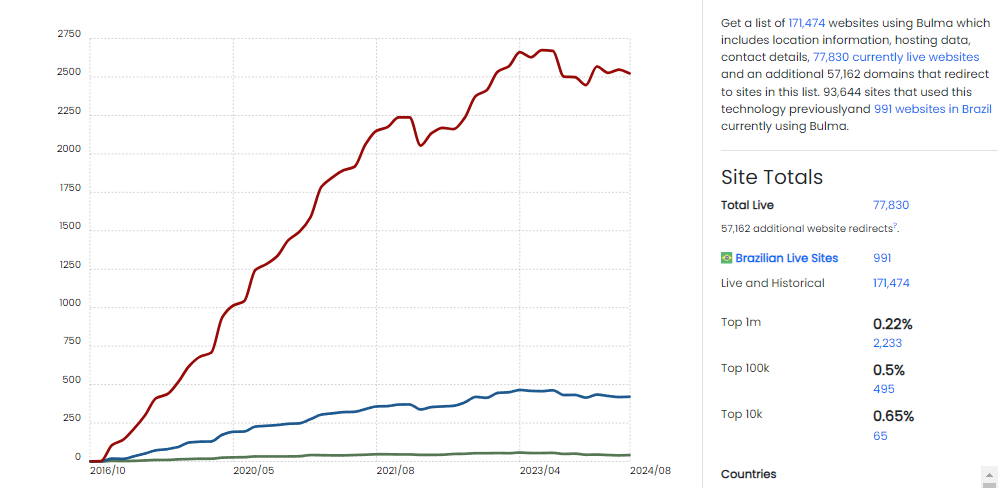 2750
2500
2250
2000
1750
1500
1250
1000
750
500
250
0
2016/10
2020/05
2021/08
2023/04
2024/08
Get a list of 171,474 websites using Bulma which
includes location information, hosting data,
contact details, 77,830 currently live websites
and an additional 57,162 domains that redirect
to sites in this list. 93,644 sites that used this
technology previouslyand 991 websites in Brazil
currently using Bulma.
Site Totals
Total Live 77,830
57,162 additional website redirects?.
Brazilian Live Sites 991
Live and Historical 171,474
Top 1m 0.22%
2,233
Top 100k 0.5%
495
Top 10k 0.65%
65
Countries